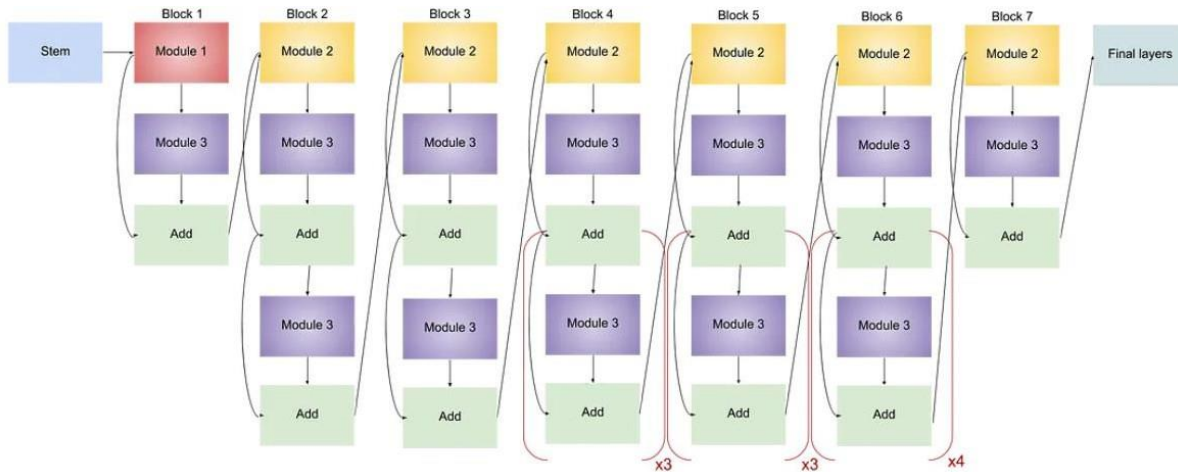 Block 1
Block 2
Block 3
Block 4
Block 5
Block 6
Block 7
Stem
Module 1
Module 2
Module 2
Module 2
Module 2
Module 2
Module 2
Final layers
Module 3
Module 3
Module 3
Module 3
Module 3
Module 3
Module 3
Add
Add
Add
Add
Add
Add
Add
Module 3
Module 3
Module 3
Module 3
Module 3
Add
Add
Add
Add
Add
x3
x3
x4